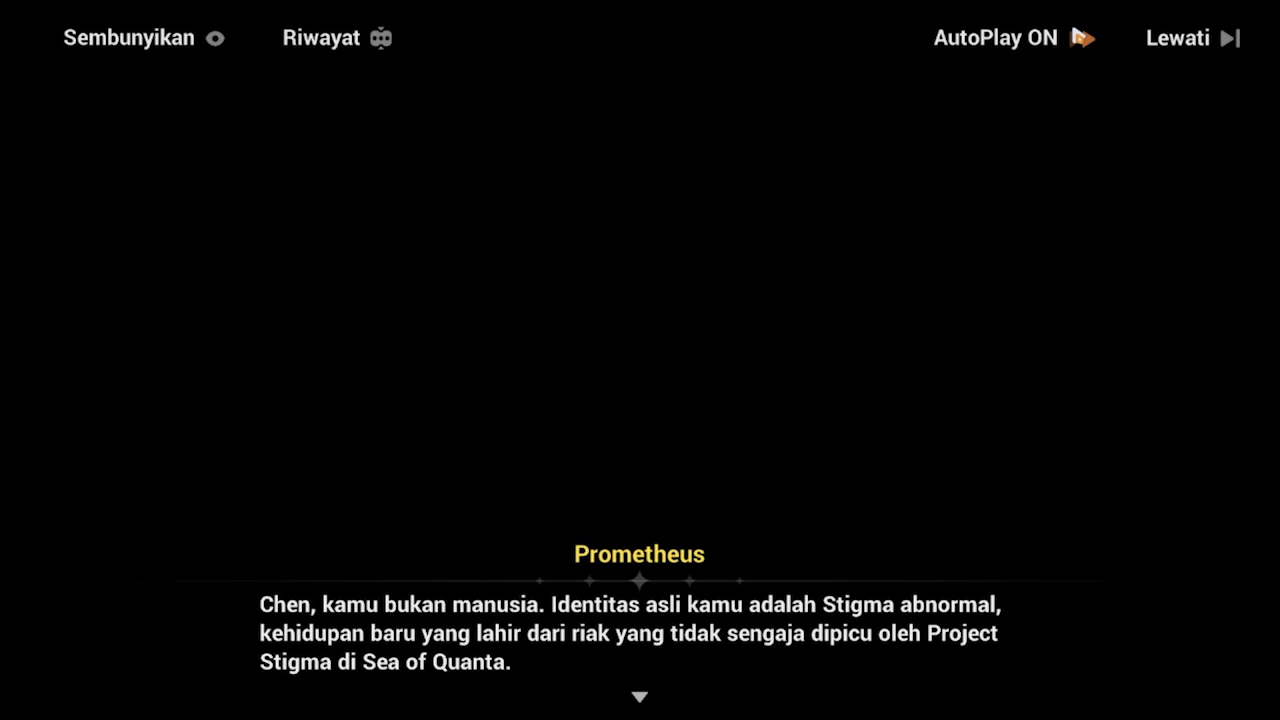 Sembunyikan
Riwayat
AutoPlay ON
Lewati
Prometheus
Chen, kamu bukan manusia. Identitas asli kamu adalah Stigma abnormal,
kehidupan baru yang lahir dari riak yang tidak sengaja dipicu oleh Project
Stigma di Sea of Quanta.